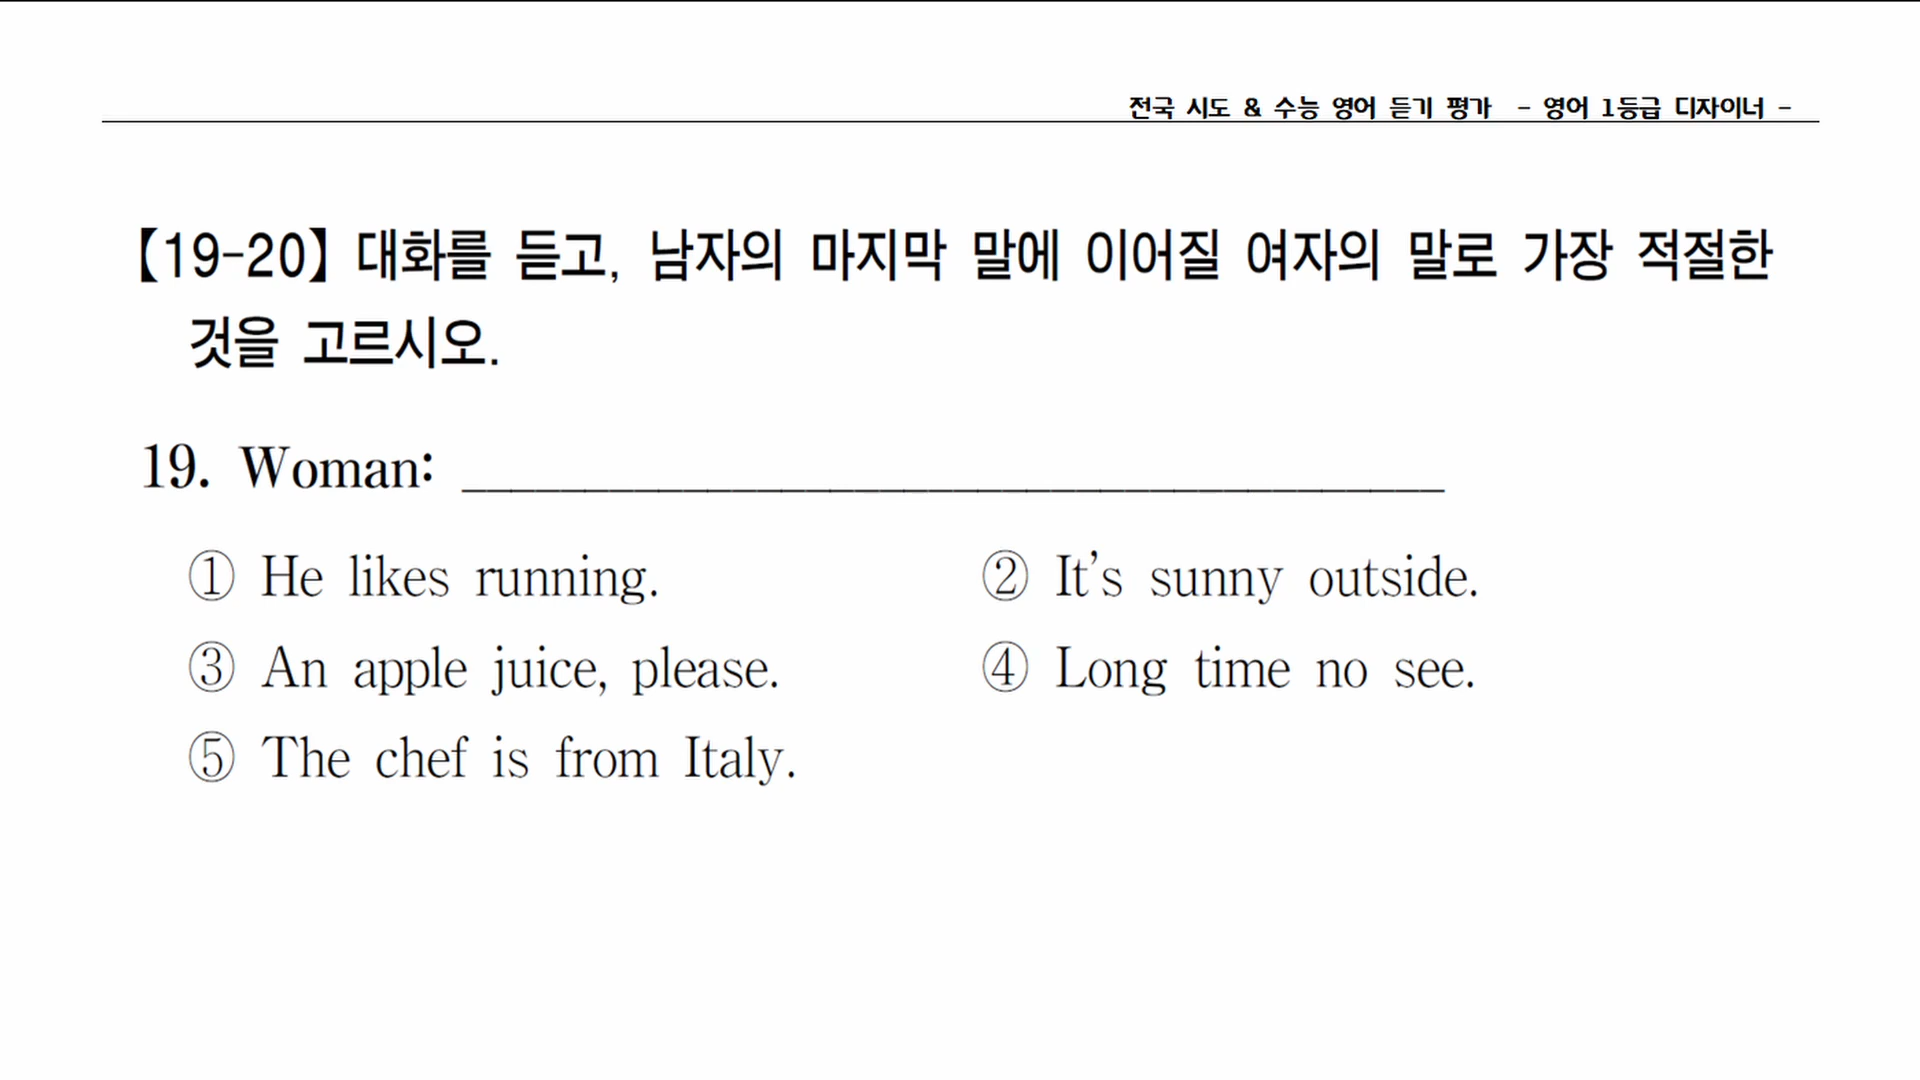 전국 시도 & 수능 영어 듣기 평가 - 영어 1등급 디자이너 -
【19-20】 대화를 듣고, 남자의 마지막 말에 이어질 여자의 말로 가장 적절한
것을 고르시오.
19. Woman: ________________________________________
① He likes running. ② It's sunny outside.
③ An apple juice, please. ④ Long time no see.
⑤ The chef is from Italy.